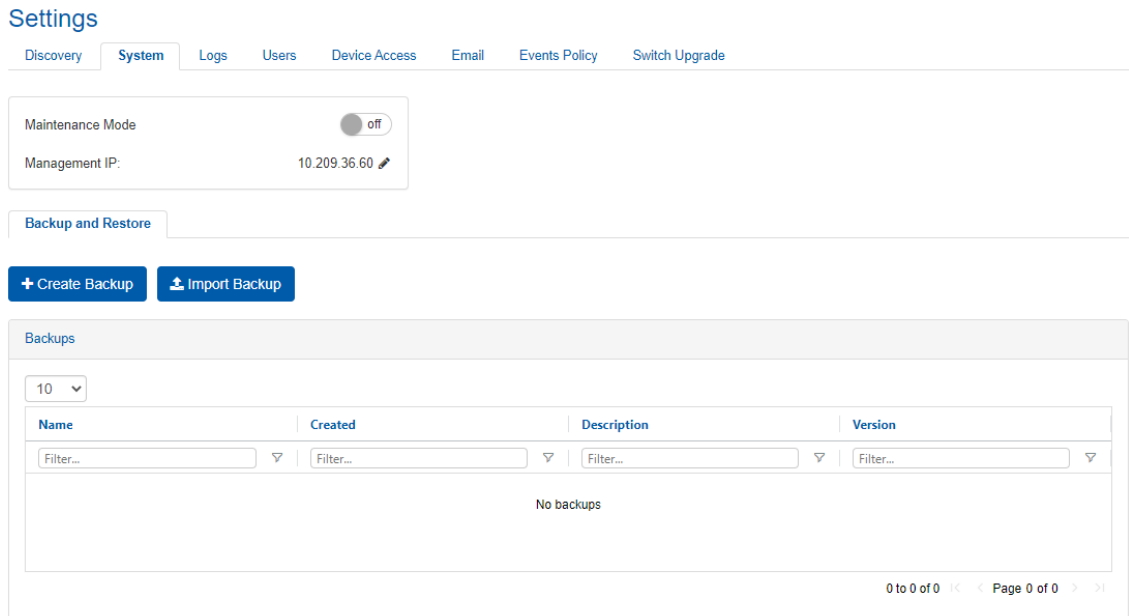 Settings
Discovery System Logs Users Device Access Email Events Policy Switch Upgrade
Maintenance Mode off
Management IP: 10.209.36.60
Backup and Restore
+ Create Backup Import Backup
Backups
10
Name Created Description Version
Filter... Filter... Filter... Filter...
No backups
0 to 0 of 0 Page 0 of 0